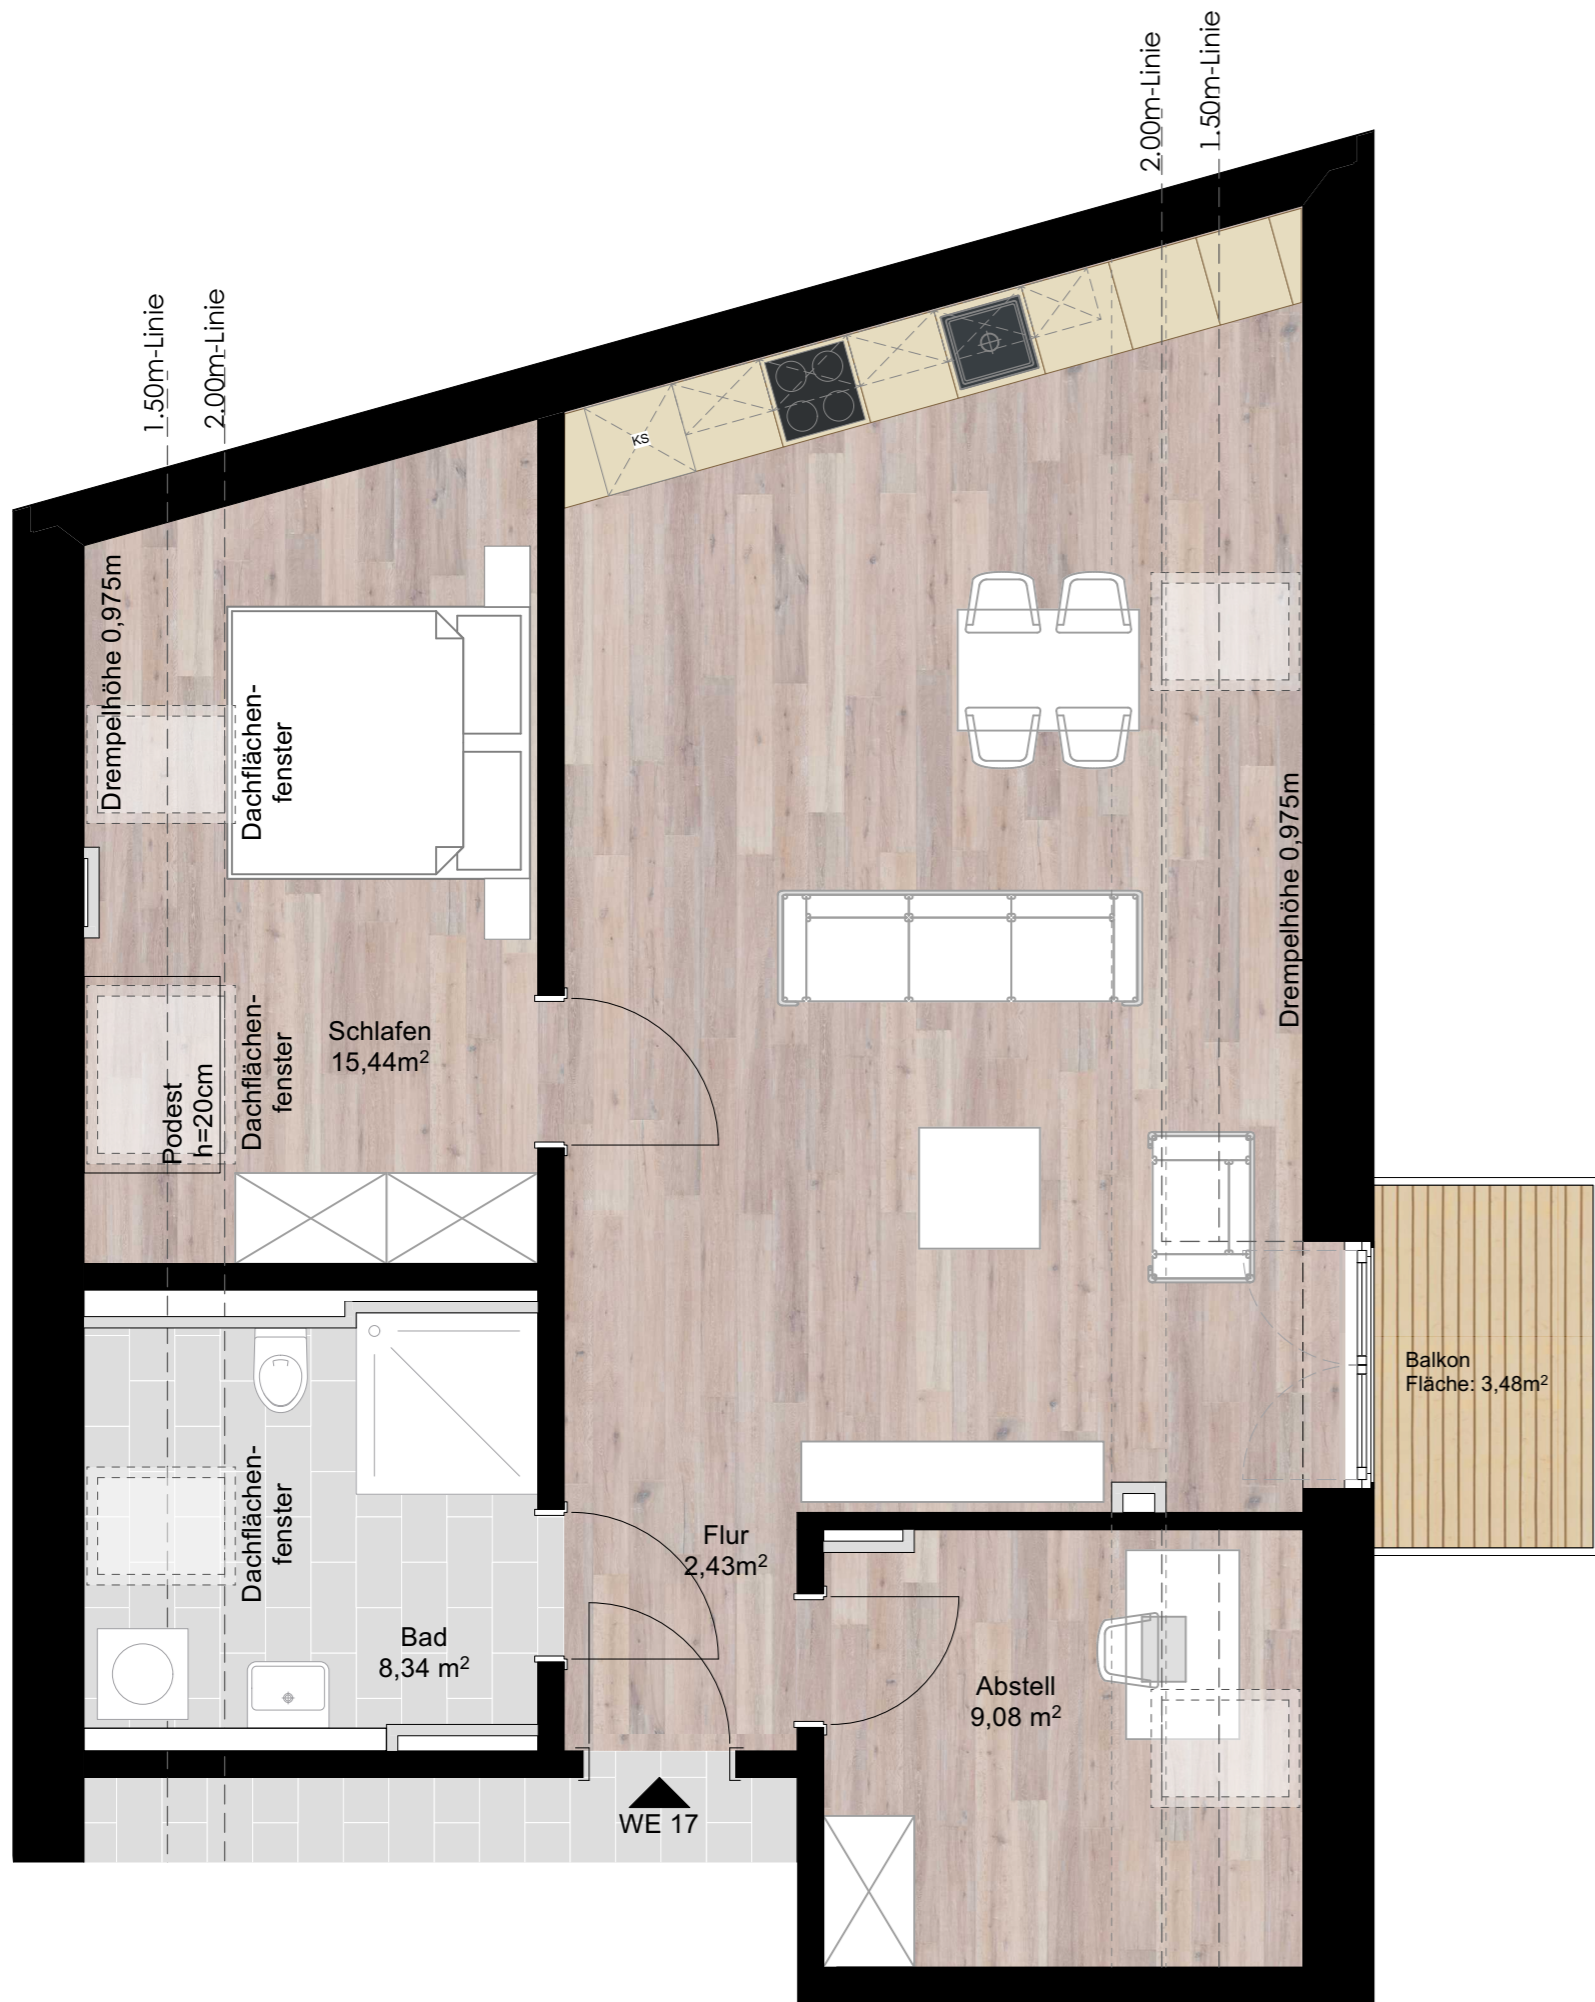 2.00m-Linie
1.50m-Linie
1.50m-Linie
2.00m-Linie
KS
Drempelhöhe 0,975m
Dachflächen-
fenster
Drempelhöhe 0,975m
Schlafen
15,44m²
Dachflächen-
fenster
Podest
h=20cm
Balkon
Fläche: 3,48m²
Dachflächen-
fenster
Flur
2,43m²
Bad
8,34 m²
Abstell
9,08 m²
WE 17